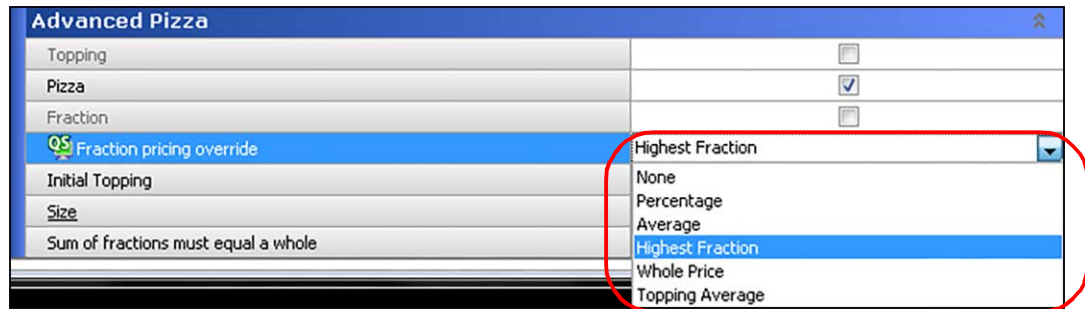 Advanced Pizza
Topping
Pizza
Fraction
QS Fraction pricing override Highest Fraction
Initial Topping None
Percentage
Size Average
Highest Fraction
Sum of fractions must equal a whole Whole Price
Topping Average